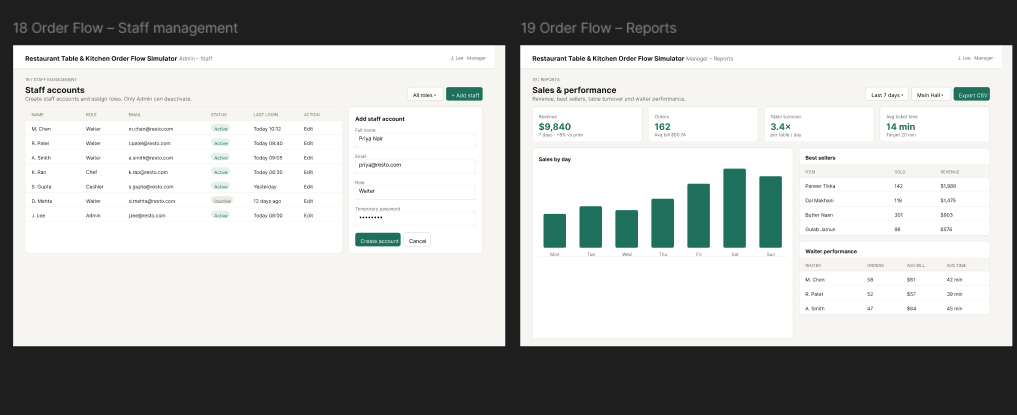 18 Order Flow – Staff management
Restaurant Table & Kitchen Order Flow Simulator Admin – Staff
J. Lee · Manager
18 / STAFF MANAGEMENT
Staff accounts
Create staff accounts and assign roles. Only Admin can deactivate.
All roles
+ Add staff
NAME ROLE EMAIL STATUS LAST LOGIN ACTION
M. Chen Waiter m.chen@resto.com Active Today 10:12 Edit
R. Patel Waiter r.patel@resto.com Active Today 09:40 Edit
A. Smith Waiter a.smith@resto.com Active Today 09:05 Edit
K. Rao Chef k.rao@resto.com Active Today 08:30 Edit
S. Gupta Cashier s.gupta@resto.com Active Yesterday Edit
D. Mehta Waiter d.mehta@resto.com Inactive 12 days ago Edit
J. Lee Admin j.lee@resto.com Active Today 08:00 Edit
Add staff account
Full name
Priya Nair
Email
priya@resto.com
Role
Waiter
Temporary password
••••••••
Create account
Cancel
19 Order Flow – Reports
Restaurant Table & Kitchen Order Flow Simulator Manager – Reports
J. Lee · Manager
19 / REPORTS
Sales & performance
Revenue, best sellers, table turnover and waiter performance.
Last 7 days
Main Hall
Export CSV
Revenue
$9,840
7 days · +8% vs prior
Orders
162
Avg bill $60.74
Table turnover
3.4×
per table / day
Avg ticket time
14 min
Target 20 min
Sales by day
Mon Tue Wed Thu Fri Sat Sun
Best sellers
ITEM SOLD REVENUE
Paneer Tikka 142 $1,988
Dal Makhani 118 $1,475
Butter Naan 301 $903
Gulab Jamun 96 $576
Waiter performance
WAITER ORDERS AVG BILL AVG TIME
M. Chen 58 $61 42 min
R. Patel 52 $57 39 min
A. Smith 47 $64 45 min